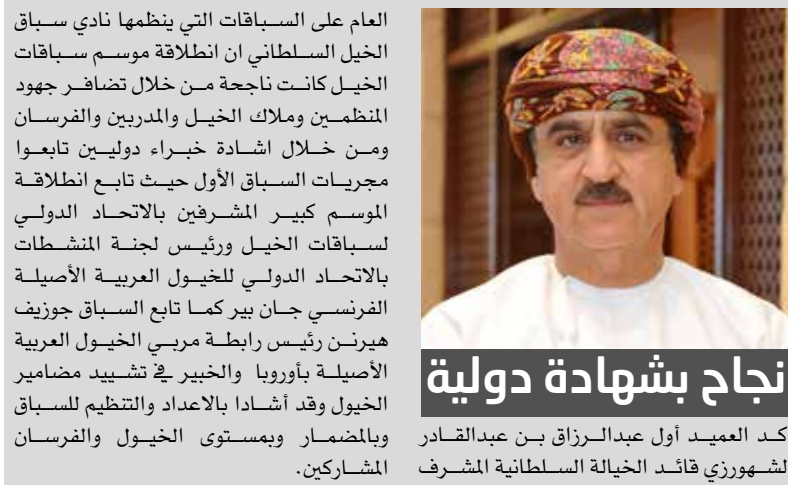 نجاح بشهادة دولية
كد العميد أول عبدالرزاق بن عبدالقادر
لشهورزي قائد الخيالة السلطانية المشرف
العام على السباقات التي ينظمها نادي سباق
الخيل السلطاني ان انطلاقة موسم سباقات
الخيل كانت ناجحة من خلال تضافر جهود
المنظمين وملاك الخيل والمدربين والفرسان
ومن خلال اشادة خبراء دوليين تابعوا
مجريات السباق الأول حيث تابع انطلاقة
الموسم كبير المشرفين بالاتحاد الدولي
لسباقات الخيل ورئيس لجنة المنشطات
بالاتحاد الدولي للخيول العربية الأصيلة
الفرنسي جان بير كما تابع السباق جوزيف
هيرنن رئيس رابطة مربي الخيول العربية
الأصيلة بأوروبا والخبير في تشييد مضامير
الخيول وقد أشادا بالاعداد والتنظيم للسباق
وبالمضمار وبمستوى الخيول والفرسان
المشاركين.